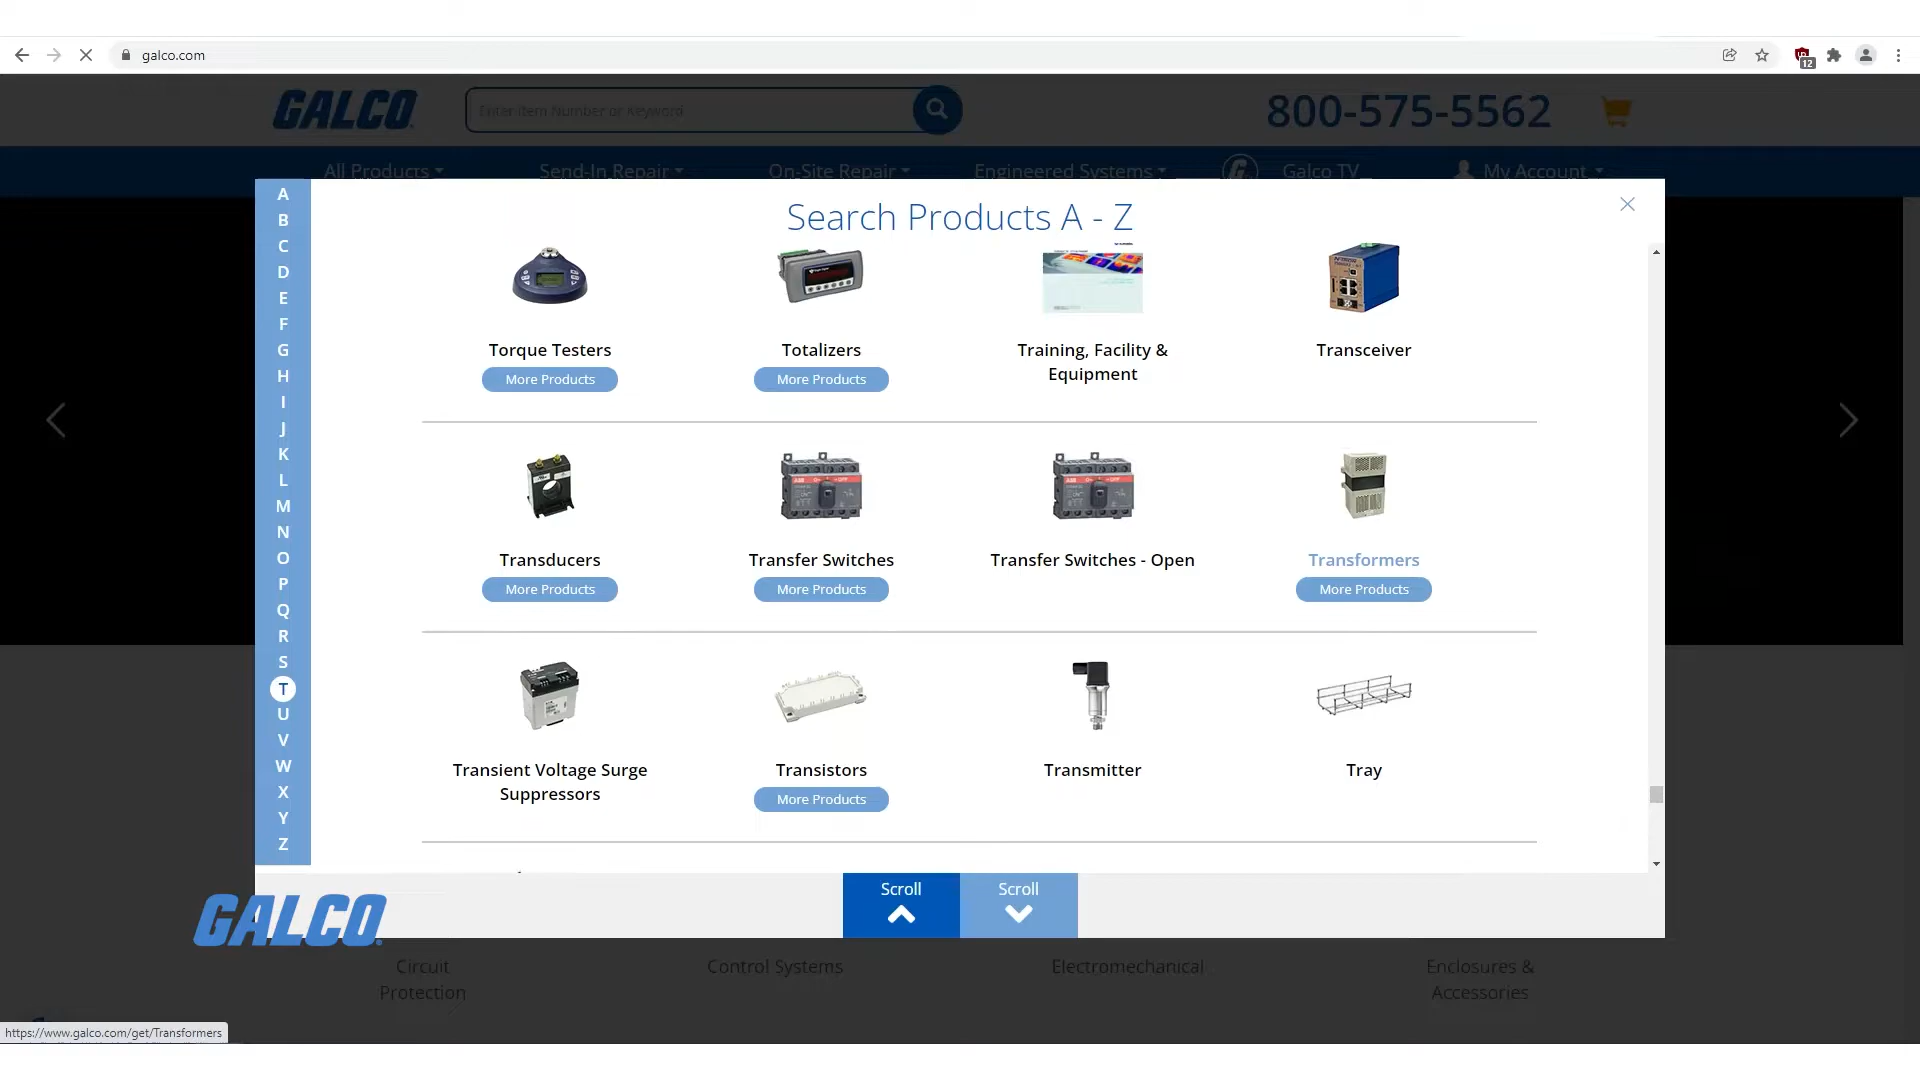 galco.com
12
GALCO
Enter Item Number or Keyword
800-575-5562
All Products
Send-In Repair
On-Site Repair
Engineered Systems
G
Galco TV
My Account
Search Products A - Z
A
B
C
D
E
F
G
H
I
J
K
L
M
N
O
P
Q
R
S
T
U
V
W
X
Y
Z
Torque Testers
More Products
Totalizers
More Products
Training, Facility &
Equipment
Transceiver
Transducers
More Products
ABB
Transfer Switches
More Products
ABB
Transfer Switches - Open
Transformers
More Products
Transient Voltage Surge
Suppressors
Transistors
More Products
Transmitter
Tray
Scroll
Scroll
GALCO
Circuit
Protection
Control Systems
Electromechanical
Enclosures &
Accessories
https://www.galco.com/get/Transformers